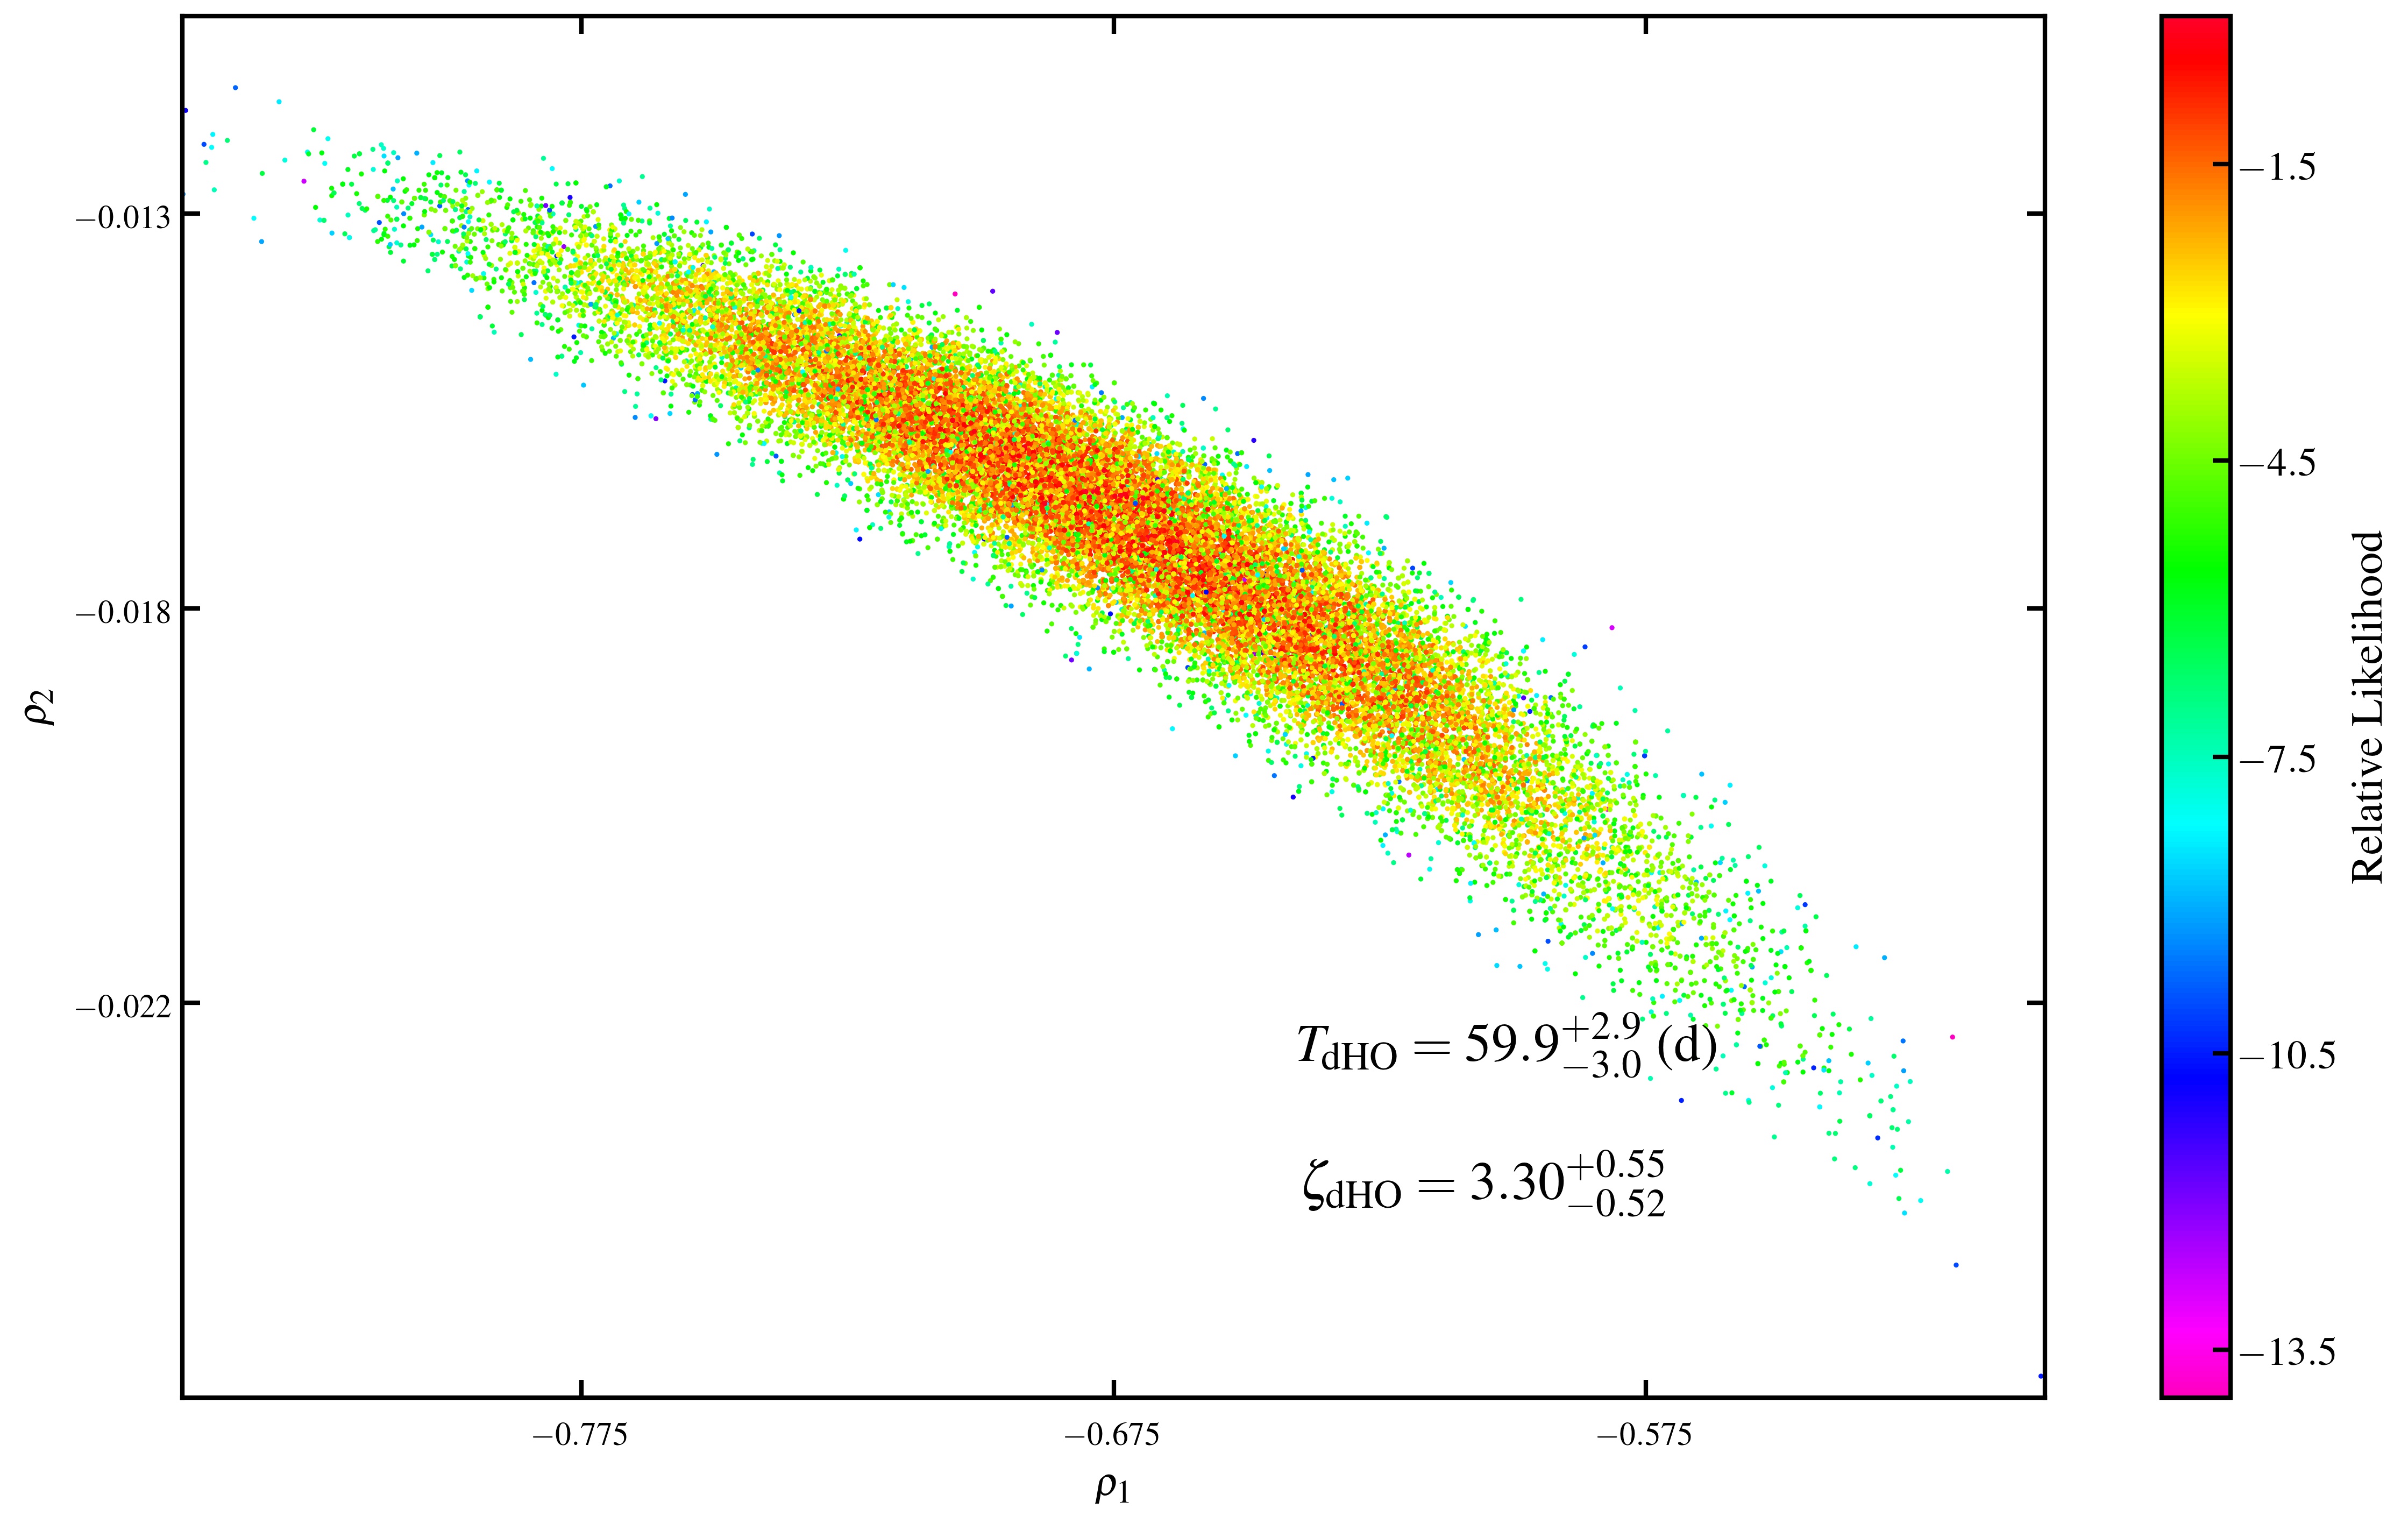 −0.013
−0.018
−0.022
ρ₂
−0.775
−0.675
−0.575
ρ₁
T_dHO = 59.9 +2.9 −3.0 (d)
ζ_dHO = 3.30 +0.55 −0.52
−1.5
−4.5
−7.5
−10.5
−13.5
Relative Likelihood